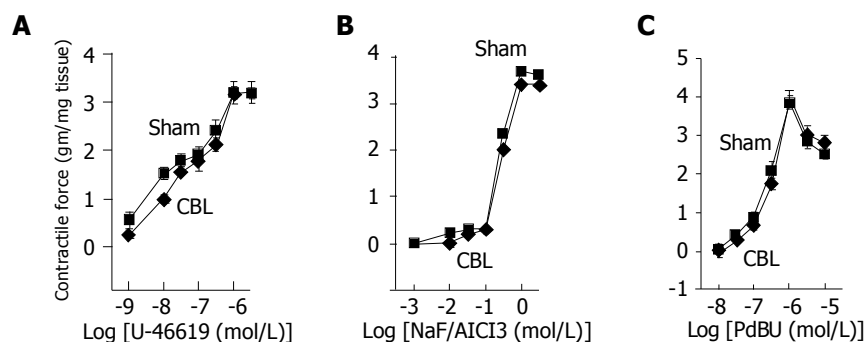 A
Contractile force (gm/mg tissue)
4
3
2
1
0
Sham
CBL
-9 -8 -7 -6
Log [U-46619 (mol/L)]
B
4
3
2
1
0
Sham
CBL
-3 -2 -1 0
Log [NaF/AICI3 (mol/L)]
C
5
4
3
2
1
0
-1
Sham
CBL
-8 -7 -6 -5
Log [PdBU (mol/L)]